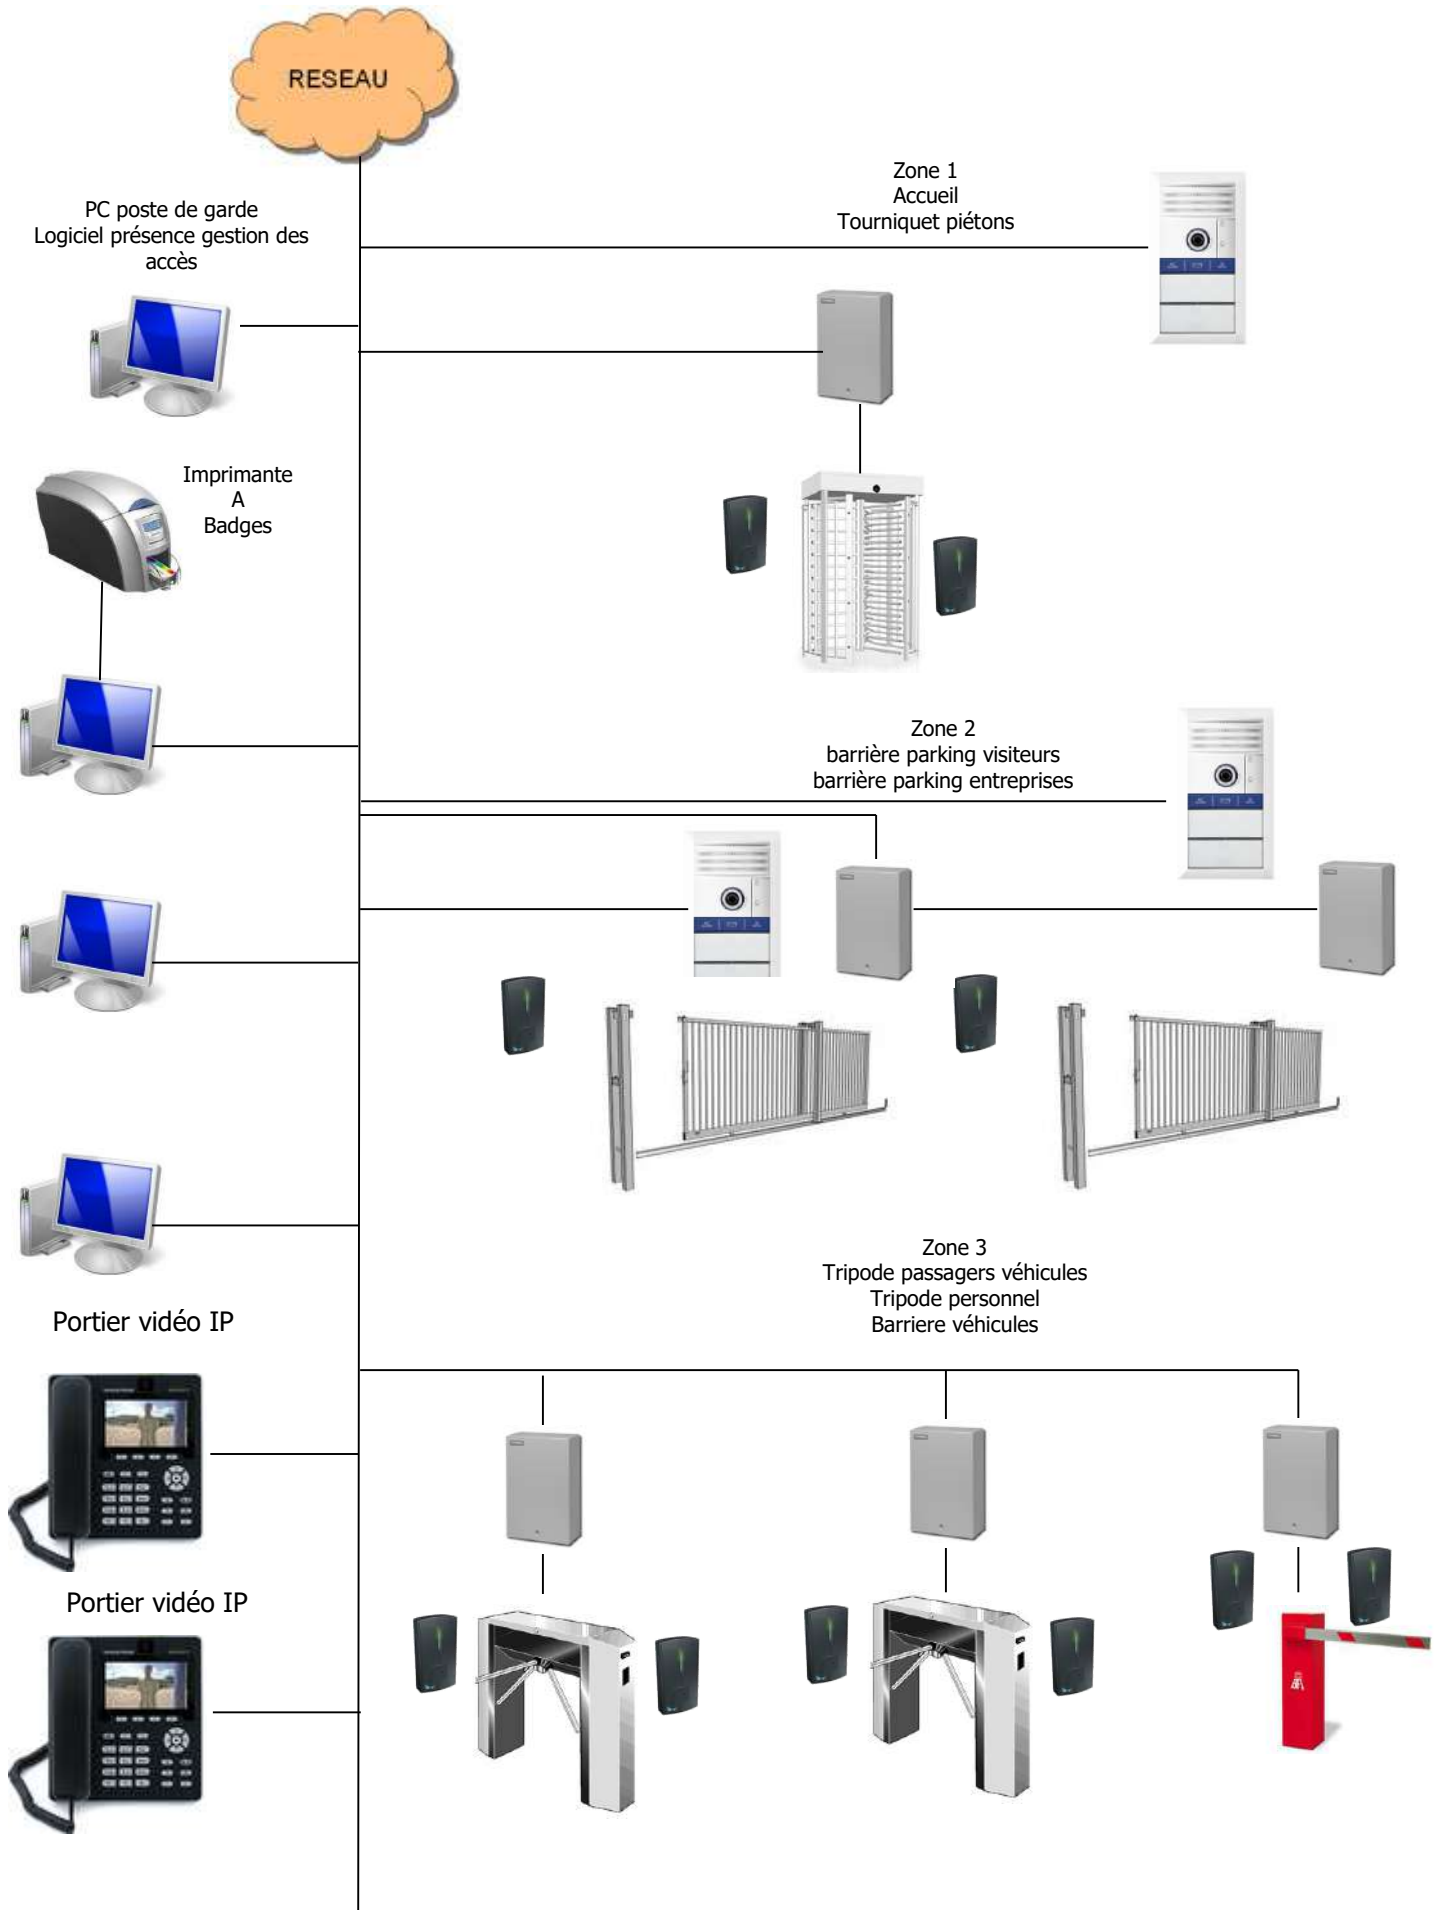 RESEAU
Zone 1
Accueil
Tourniquet piétons
PC poste de garde
Logiciel présence gestion des
accès
Imprimante
A
Badges
Zone 2
barrière parking visiteurs
barrière parking entreprises
Zone 3
Tripode passagers véhicules
Tripode personnel
Barriere véhicules
Portier vidéo IP
Portier vidéo IP